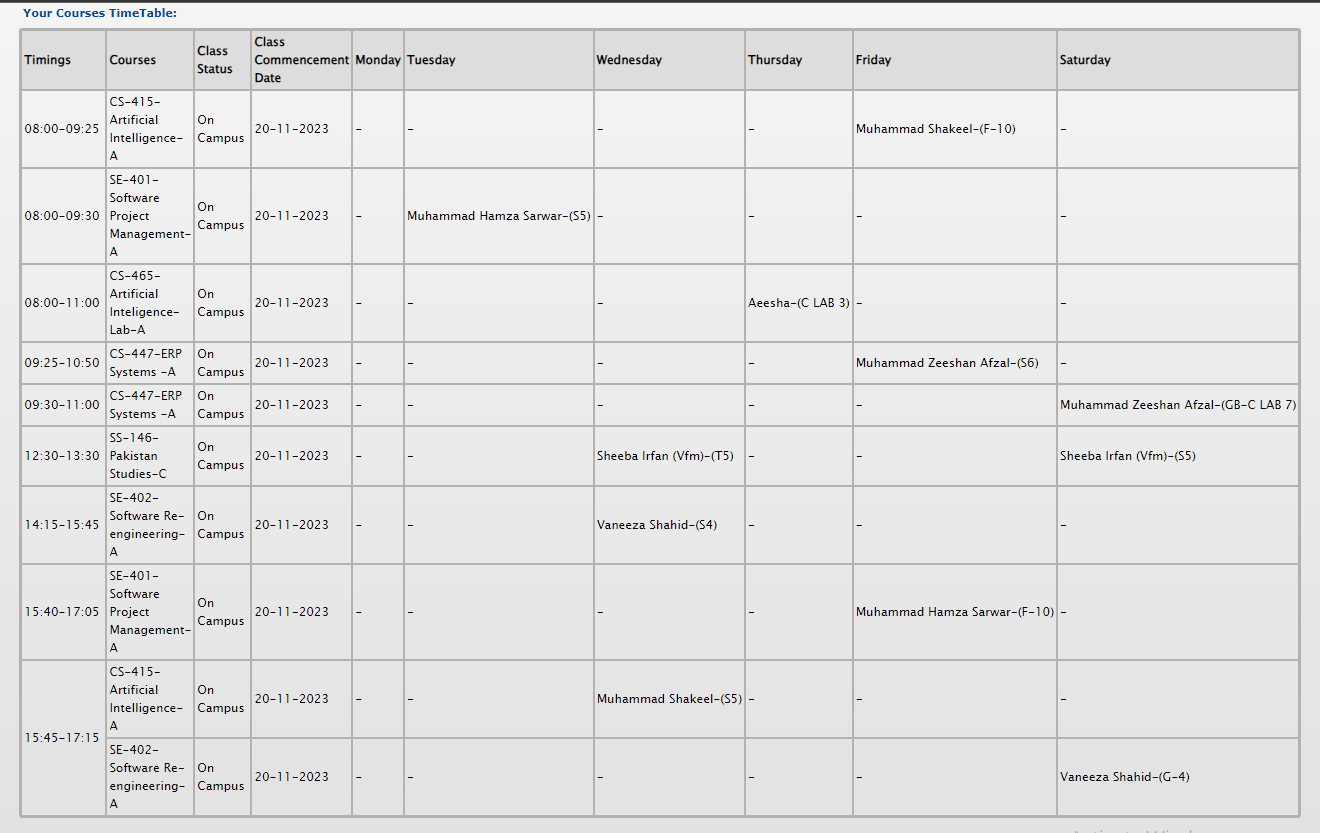 Your Courses TimeTable:
Timings Courses Class Status Class Commencement Date Monday Tuesday Wednesday Thursday Friday Saturday
08:00-09:25 CS-415-Artificial Intelligence-A On Campus 20-11-2023 - - - - Muhammad Shakeel-(F-10) -
08:00-09:30 SE-401-Software Project Management-A On Campus 20-11-2023 - Muhammad Hamza Sarwar-(S5) - - - -
08:00-11:00 CS-465-Artificial Inteligence-Lab-A On Campus 20-11-2023 - - - Aeesha-(C LAB 3) - -
09:25-10:50 CS-447-ERP Systems -A On Campus 20-11-2023 - - - - Muhammad Zeeshan Afzal-(S6) -
09:30-11:00 CS-447-ERP Systems -A On Campus 20-11-2023 - - - - - Muhammad Zeeshan Afzal-(GB-C LAB 7)
12:30-13:30 SS-146-Pakistan Studies-C On Campus 20-11-2023 - - Sheeba Irfan (Vfm)-(T5) - - Sheeba Irfan (Vfm)-(S5)
14:15-15:45 SE-402-Software Re-engineering-A On Campus 20-11-2023 - - Vaneeza Shahid-(S4) - - -
15:40-17:05 SE-401-Software Project Management-A On Campus 20-11-2023 - - - - Muhammad Hamza Sarwar-(F-10) -
15:45-17:15 CS-415-Artificial Intelligence-A On Campus 20-11-2023 - - Muhammad Shakeel-(S5) - - -
SE-402-Software Re-engineering-A On Campus 20-11-2023 - - - - - Vaneeza Shahid-(G-4)